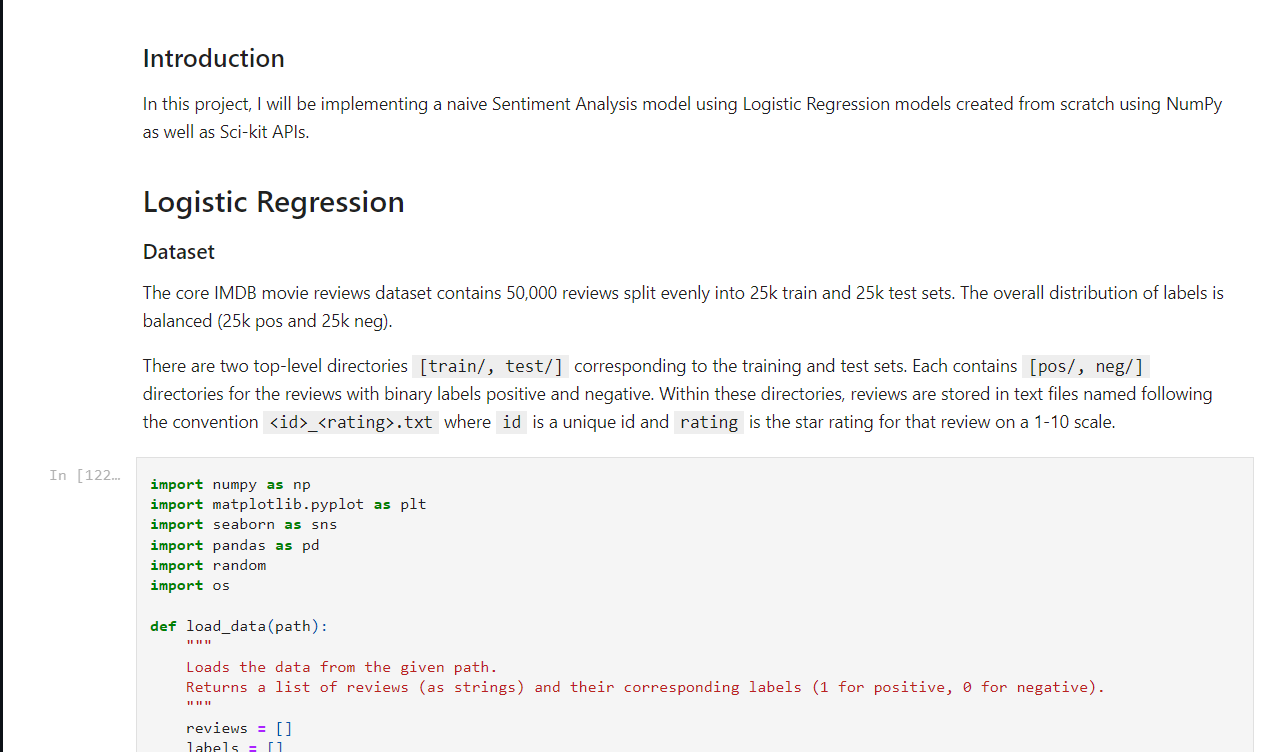 Introduction
In this project, I will be implementing a naive Sentiment Analysis model using Logistic Regression models created from scratch using NumPy
as well as Sci-kit APIs.
Logistic Regression
Dataset
The core IMDB movie reviews dataset contains 50,000 reviews split evenly into 25k train and 25k test sets. The overall distribution of labels is
balanced (25k pos and 25k neg).
There are two top-level directories [train/, test/] corresponding to the training and test sets. Each contains [pos/, neg/]
directories for the reviews with binary labels positive and negative. Within these directories, reviews are stored in text files named following
the convention <id>_<rating>.txt where id is a unique id and rating is the star rating for that review on a 1-10 scale.
In [122…
import numpy as np
import matplotlib.pyplot as plt
import seaborn as sns
import pandas as pd
import random
import os

def load_data(path):
    """
    Loads the data from the given path.
    Returns a list of reviews (as strings) and their corresponding labels (1 for positive, 0 for negative).
    """
    reviews = []
    labels = []